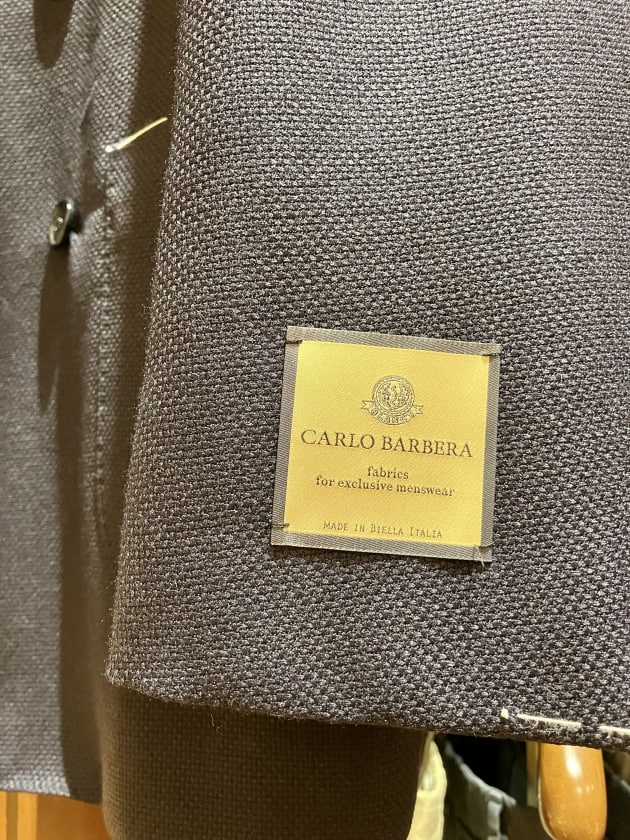 CARLO BARBERA
fabrics
for exclusive menswear
MADE IN BIELLA ITALIA